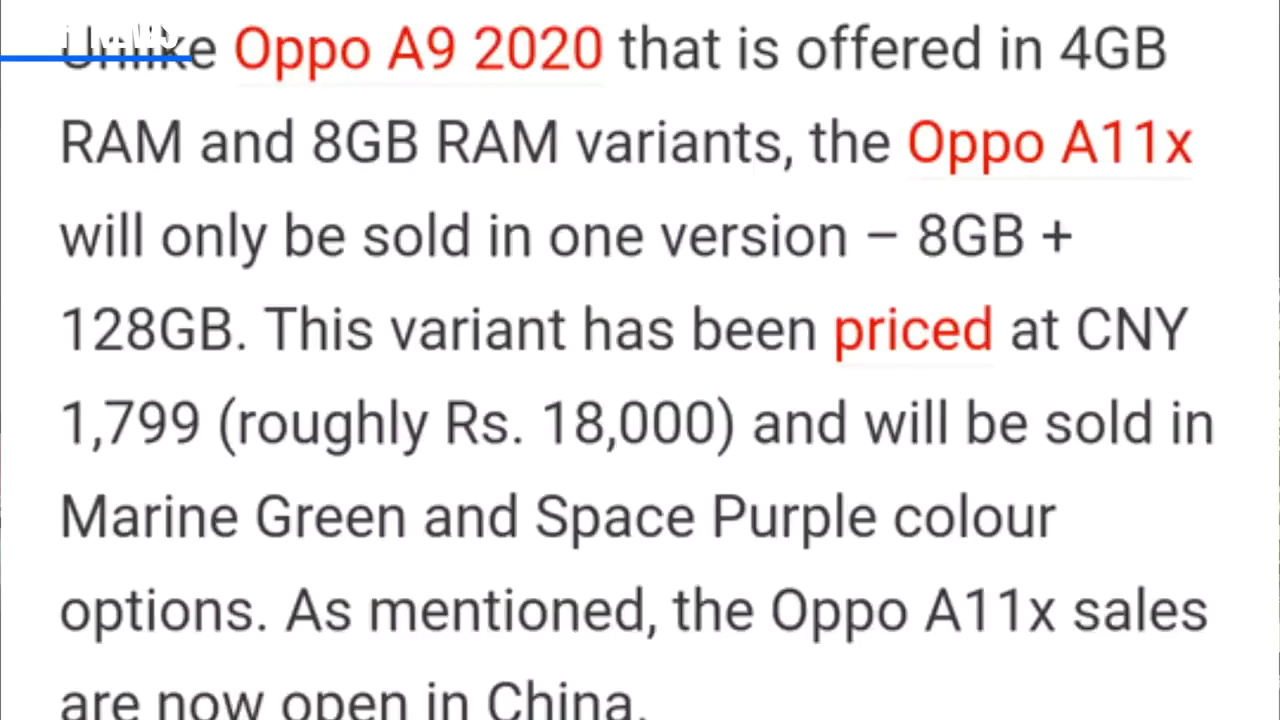 NEWS
Unlike Oppo A9 2020 that is offered in 4GB
RAM and 8GB RAM variants, the Oppo A11x
will only be sold in one version – 8GB +
128GB. This variant has been priced at CNY
1,799 (roughly Rs. 18,000) and will be sold in
Marine Green and Space Purple colour
options. As mentioned, the Oppo A11x sales
are now open in China.